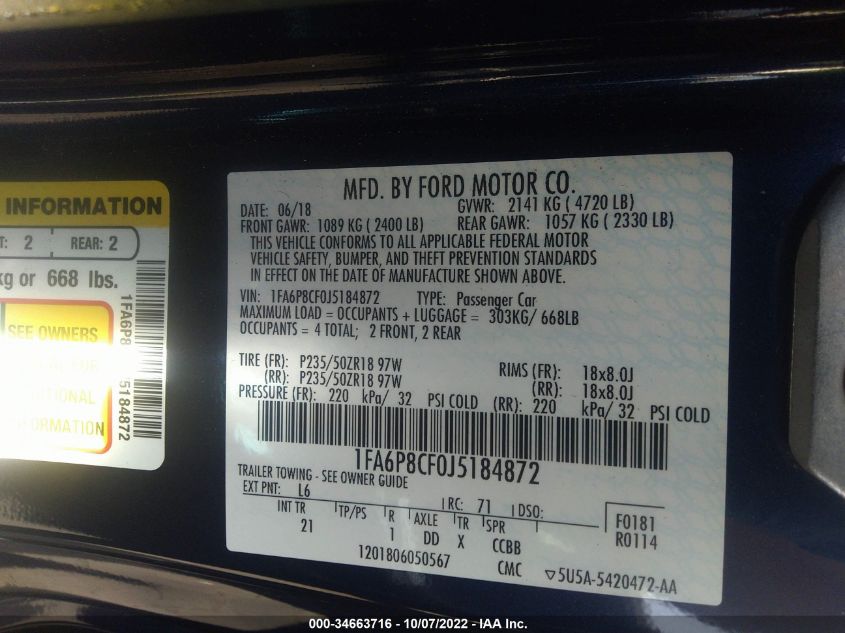 INFORMATION
T: 2 REAR: 2
kg or 668 lbs.
SEE OWNERS
FOR
ITIONAL
FORMATION
1FA6P8 5184872
MFD. BY FORD MOTOR CO.
DATE: 06/18 GVWR: 2141 KG ( 4720 LB)
FRONT GAWR: 1089 KG ( 2400 LB) REAR GAWR: 1057 KG ( 2330 LB)
THIS VEHICLE CONFORMS TO ALL APPLICABLE FEDERAL MOTOR
VEHICLE SAFETY, BUMPER, AND THEFT PREVENTION STANDARDS
IN EFFECT ON THE DATE OF MANUFACTURE SHOWN ABOVE.
VIN: 1FA6P8CF0J5184872 TYPE: Passenger Car
MAXIMUM LOAD = OCCUPANTS + LUGGAGE = 303KG/ 668LB
OCCUPANTS = 4 TOTAL; 2 FRONT, 2 REAR
TIRE (FR): P235/50ZR18 97W RIMS (FR): 18x8.0J
(RR): P235/50ZR18 97W (RR): 18x8.0J
PRESSURE (FR): 220 kPa/ 32 PSI COLD (RR): 220 kPa/ 32 PSI COLD
1FA6P8CF0J5184872
TRAILER TOWING - SEE OWNER GUIDE
EXT PNT: L6 RC: 71 DSO:
INT TR TP/PS R AXLE TR SPR F0181
21 1 DD X CCBB R0114
1201806050567 CMC ▽5U5A-5420472-AA
000-34663716 - 10/07/2022 - IAA Inc.